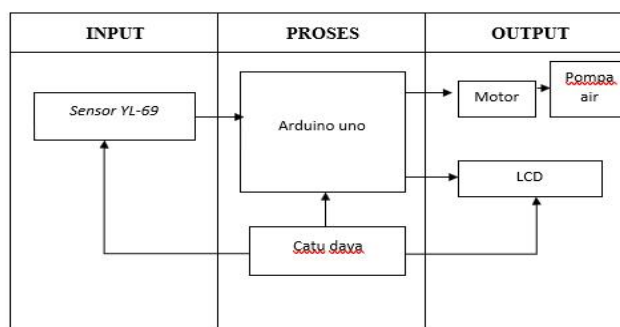 INPUT
PROSES
OUTPUT
Sensor YL-69
Arduino uno
Motor
Pompa
air
LCD
Catu daya